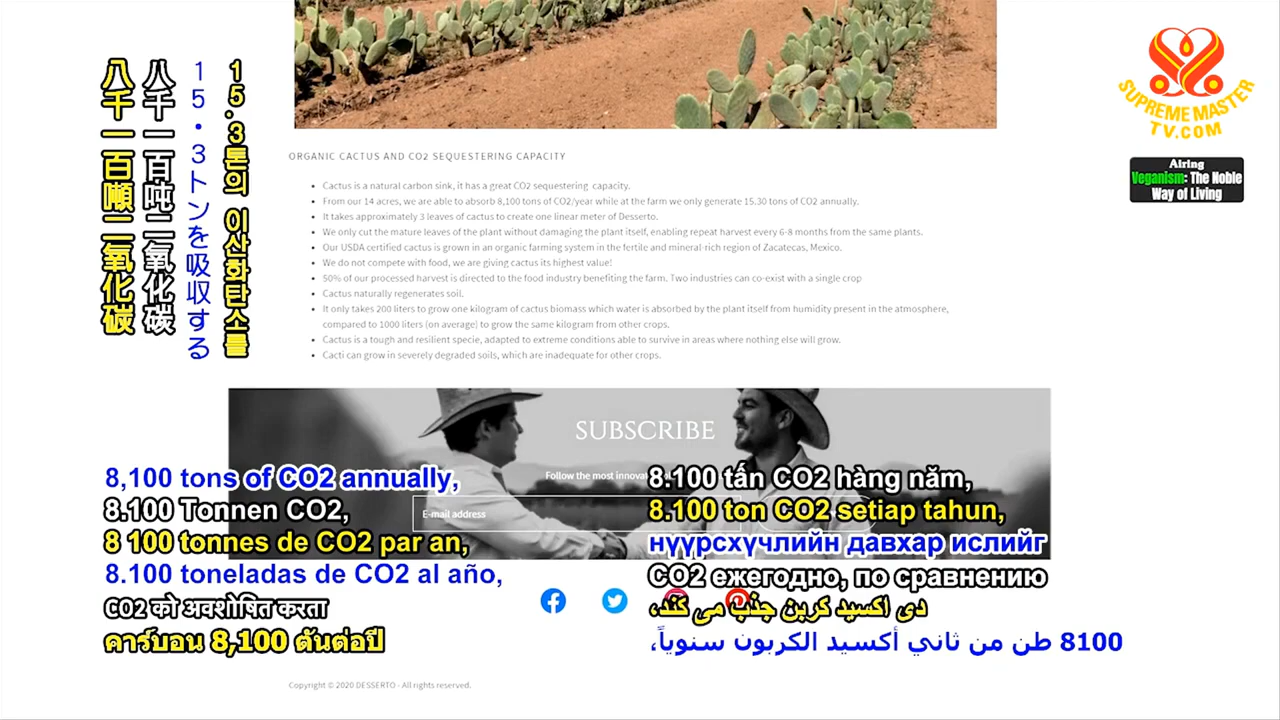 八千一百噸二氧化碳
八千一百吨二氧化碳
15・3トンを吸収する
15.3톤의 이산화탄소를
SUPREME MASTER
TV.COM
Airing
Veganism: The Noble
Way of Living
ORGANIC CACTUS AND CO2 SEQUESTERING CAPACITY
Cactus is a natural carbon sink, it has a great CO2 sequestering capacity.
From our 14 acres, we are able to absorb 8,100 tons of CO2/year while at the farm we only generate 15.30 tons of CO2 annually.
It takes approximately 3 leaves of cactus to create one linear meter of Desserto.
We only cut the mature leaves of the plant without damaging the plant itself, enabling repeat harvest every 6-8 months from the same plants.
Our USDA certified cactus is grown in an organic farming system in the fertile and mineral-rich region of Zacatecas, Mexico.
We do not compete with food, we are giving cactus its highest value!
50% of our processed harvest is directed to the food industry benefiting the farm. Two industries can co-exist with a single crop
Cactus naturally regenerates soil.
It only takes 200 liters to grow one kilogram of cactus biomass which water is absorbed by the plant itself from humidity present in the atmosphere,
compared to 1000 liters (on average) to grow the same kilogram from other crops.
Cactus is a tough and resilient specie, adapted to extreme conditions able to survive in areas where nothing else will grow.
Cacti can grow in severely degraded soils, which are inadequate for other crops.
SUBSCRIBE
Follow the most innova
E-mail address
8,100 tons of CO2 annually,
8.100 Tonnen CO2,
8 100 tonnes de CO2 par an,
8.100 toneladas de CO2 al año,
CO2 को अवशोषित करता
คาร์บอน 8,100 ตันต่อปี
8.100 tấn CO2 hàng năm,
8.100 ton CO2 setiap tahun,
нүүрсхүчлийн давхар ислийг
CO2 ежегодно, по сравнению
دی اکسید کربن جذب می کند،
8100 طن من ثاني أكسيد الكربون سنوياً،
Copyright © 2020 DESSERTO - All rights reserved.